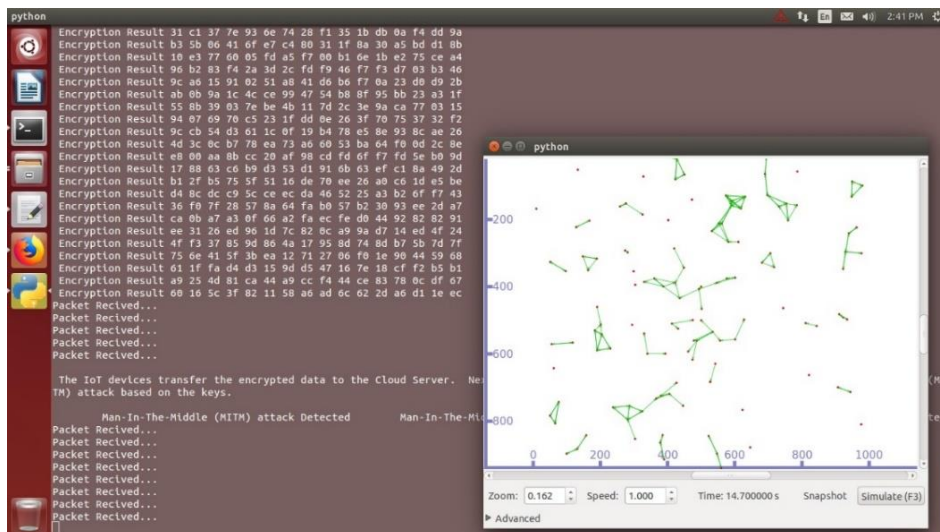 python
En 2:41 PM
Encryption Result 31 c1 37 7e 93 6e 74 28 f1 35 1b db 0a f4 dd 9a
Encryption Result b3 5b 06 41 6f e7 c4 80 31 1f 8a 30 a5 bd d1 8b
Encryption Result 10 e3 77 60 05 fd a5 f7 00 b1 6e 1b e2 75 ce a4
Encryption Result 96 b2 83 f4 2a 3d 2c fd f9 46 f7 f3 d7 03 b3 46
Encryption Result 9c a6 15 91 02 51 a8 41 d6 b6 f7 0a 23 d0 d9 2b
Encryption Result ab 0b 9a 1c 4c ce 99 47 54 b8 8f 95 bb 23 a3 1f
Encryption Result 55 8b 39 03 7e be 4b 11 7d 2c 3e 9a ca 77 03 15
Encryption Result 94 07 69 70 c5 23 1f dd 0e 26 3f 70 75 37 32 f2
Encryption Result 9c cb 54 d3 61 1c 0f 19 b4 78 e5 8e 93 8c ae 26
Encryption Result 4d 3c 0c b7 78 ea 73 a6 60 53 ba 64 f0 0d 2c 8e
Encryption Result e8 00 aa 8b cc 20 af 98 cd fd 6f f7 fd 5e b0 9d
Encryption Result 17 88 63 c6 b9 d3 53 d1 91 6b 63 ef c1 8a 49 2d
Encryption Result b1 2f b5 75 5f 51 16 de 70 ee 26 a0 c6 1d e5 be
Encryption Result d4 8c dc c9 5c ce ec da 46 52 25 a3 b2 6f f7 43
Encryption Result 36 f0 7f 28 57 8a 64 fa b0 57 b2 30 93 ee 2d a7
Encryption Result ca 0b a7 a3 0f 66 a2 fa ec fe d0 44 92 82 82 91
Encryption Result ee 31 26 ed 96 1d 7c 82 0c a9 9a d7 14 ed 4f 24
Encryption Result 4f f3 37 85 9d 86 4a 17 95 8d 74 8d b7 5b 7d 7f
Encryption Result 75 6e 41 5f 3b ea 12 71 27 06 f0 1e 90 44 59 68
Encryption Result 61 1f fa d4 d3 15 9d d5 47 16 7e 18 cf f2 b5 b1
Encryption Result a9 25 4d 81 ca 44 a9 cc f4 44 ce 83 78 0c df 67
Encryption Result 60 16 5c 3f 82 11 58 a6 ad 6c 62 2d a6 d1 1e ec
Packet Recived...
Packet Recived...
Packet Recived...
Packet Recived...
Packet Recived...
The IoT devices transfer the encrypted data to the Cloud Server. Ne (M
TM) attack based on the keys.
Man-In-The-Middle (MITM) attack Detected Man-In-The-Mi te
Packet Recived...
Packet Recived...
Packet Recived...
Packet Recived...
Packet Recived...
Packet Recived...
Packet Recived...
Packet Recived...
python
-200
-400
-600
-800
0 200 400 600 800 1000
Zoom: 0.162 Speed: 1.000 Time: 14.700000 s Snapshot Simulate (F3)
Advanced